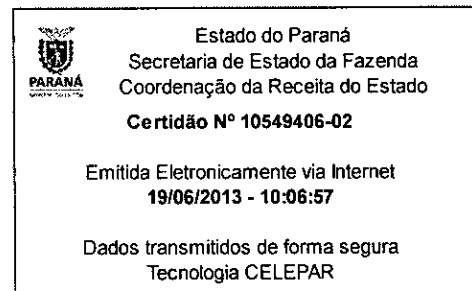 Estado do Paraná
Secretaria de Estado da Fazenda
PARANÁ
Coordenação da Receita do Estado
Certidão Nº 10549406-02
Emitida Eletronicamente via Internet
19/06/2013 - 10:06:57
Dados transmitidos de forma segura
Tecnologia CELEPAR